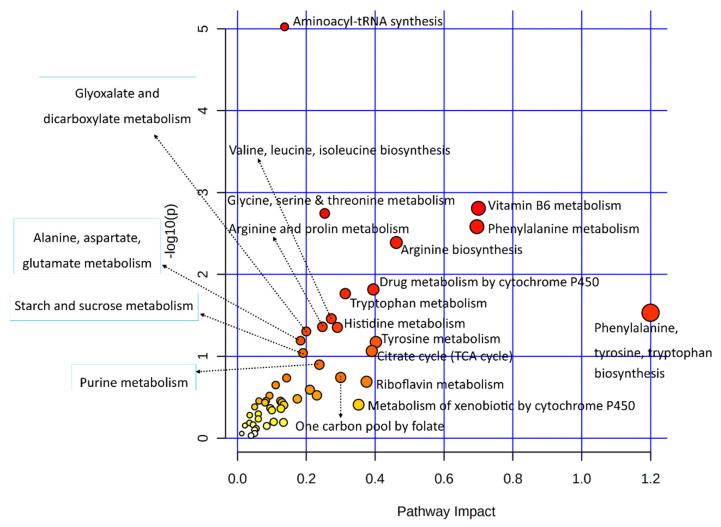 Aminoacyl-tRNA synthesis
5
Glyoxalate and
dicarboxylate metabolism
4
Valine, leucine, isoleucine biosynthesis
3
Glycine, serine & threonine metabolism
Vitamin B6 metabolism
Arginine and prolin metabolism
Phenylalanine metabolism
-log10(p)
Alanine, aspartate,
glutamate metabolism
Arginine biosynthesis
2
Drug metabolism by cytochrome P450
Tryptophan metabolism
Starch and sucrose metabolism
Histidine metabolism
Phenylalanine,
tyrosine, tryptophan
biosynthesis
Tyrosine metabolism
1
Citrate cycle (TCA cycle)
Purine metabolism
Riboflavin metabolism
Metabolism of xenobiotic by cytochrome P450
One carbon pool by folate
0
0.0 0.2 0.4 0.6 0.8 1.0 1.2
Pathway Impact